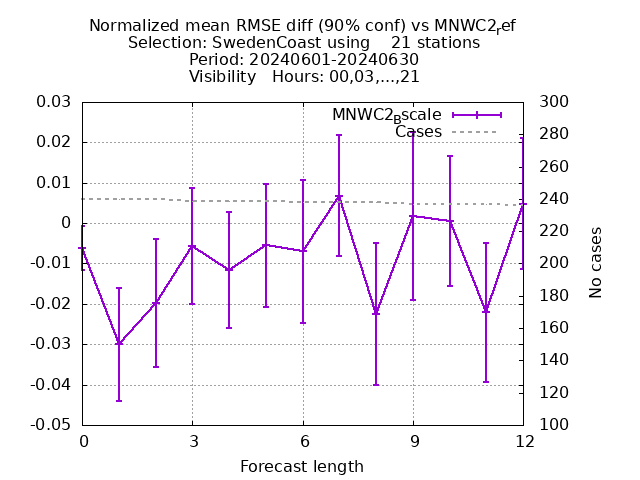 Normalized mean RMSE diff (90% conf) vs MNWC2ref
Selection: SwedenCoast using    21 stations
Period: 20240601-20240630
Visibility   Hours: 00,03,...,21
MNWC2Bscale
Cases
0.03
0.02
0.01
0
-0.01
-0.02
-0.03
-0.04
-0.05
300
280
260
240
220
200
180
160
140
120
100
No cases
0 3 6 9 12
Forecast length